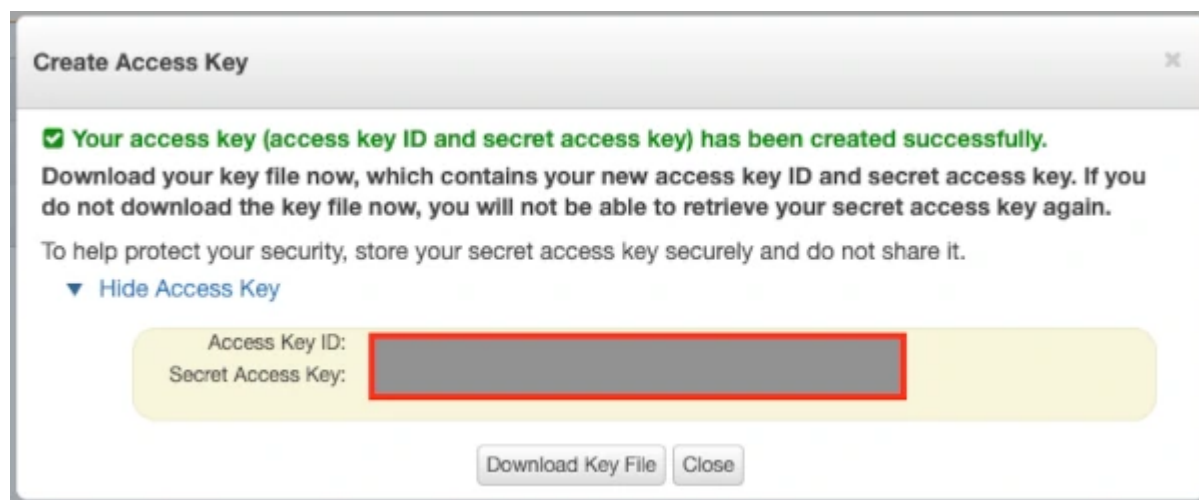 Create Access Key
Your access key (access key ID and secret access key) has been created successfully.
Download your key file now, which contains your new access key ID and secret access key. If you
do not download the key file now, you will not be able to retrieve your secret access key again.
To help protect your security, store your secret access key securely and do not share it.
Hide Access Key
Access Key ID:
Secret Access Key:
Download Key File Close